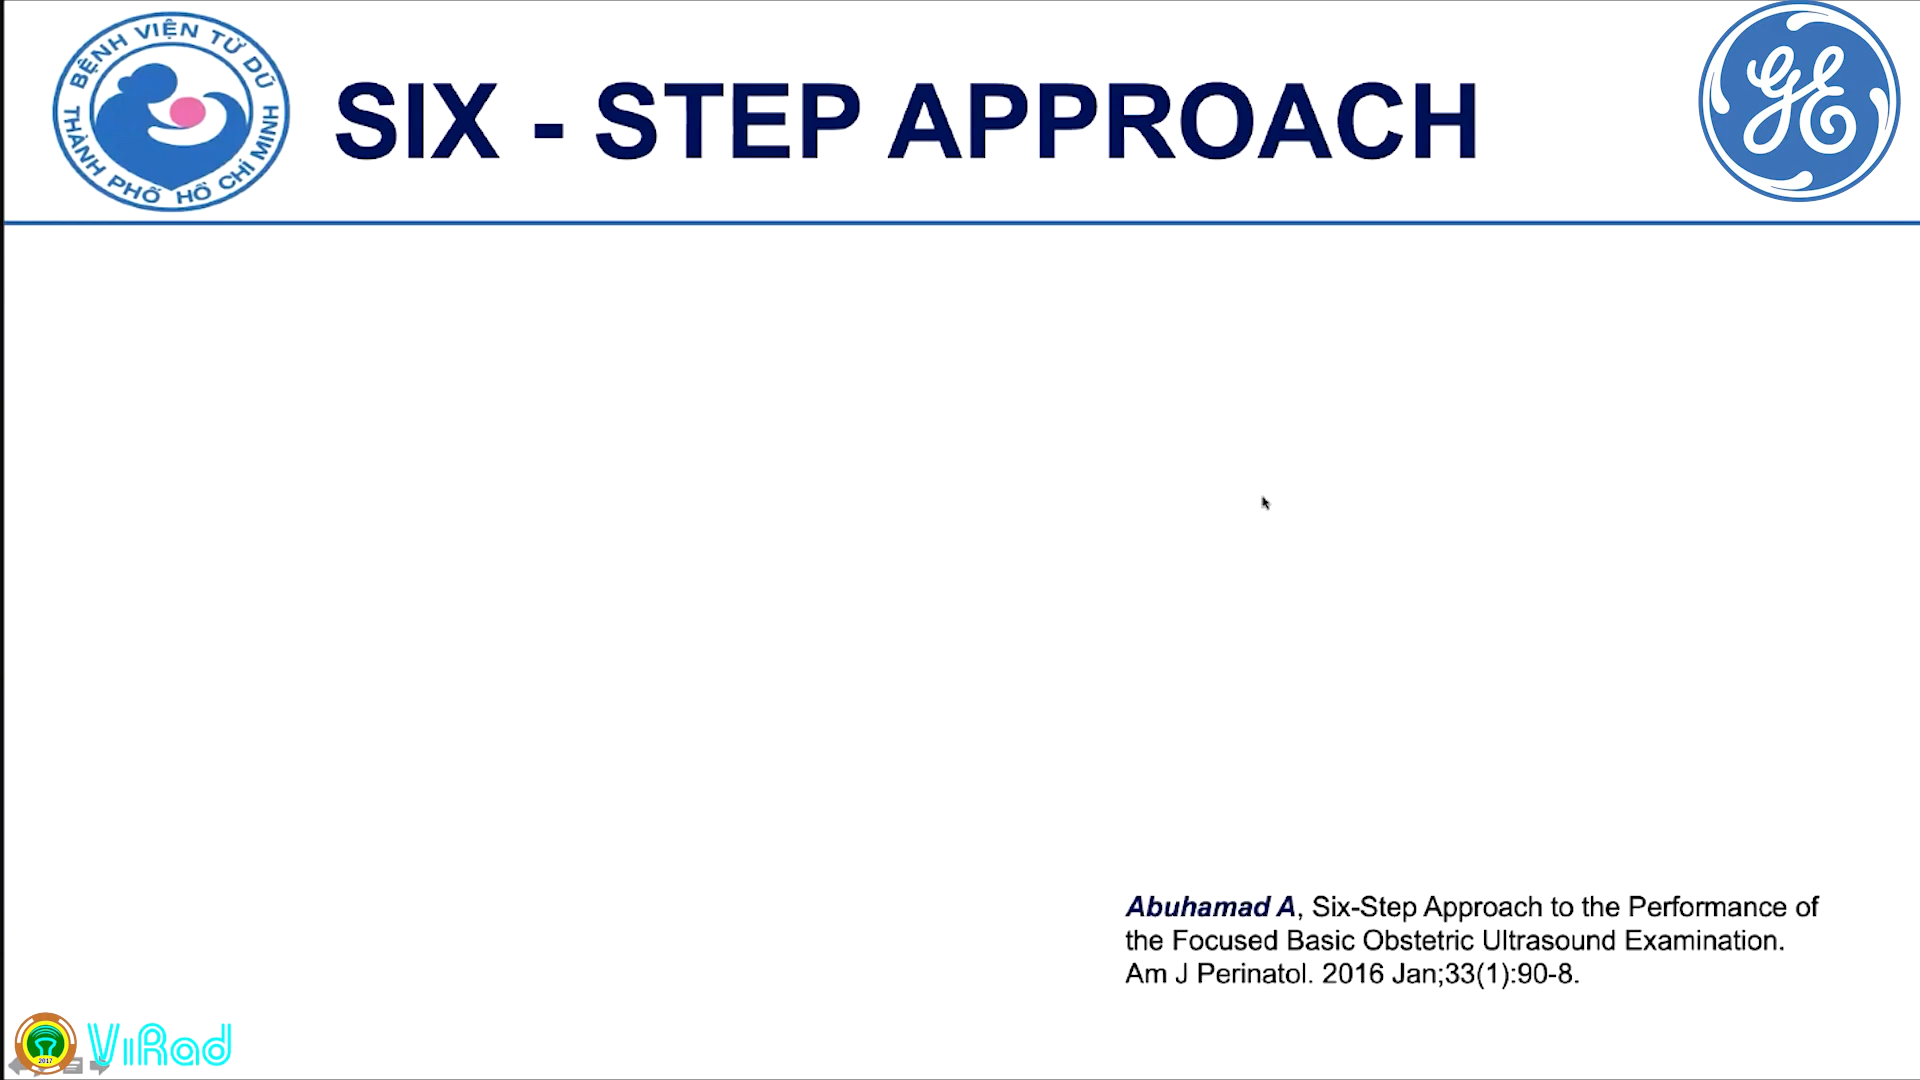 BỆNH VIỆN TỪ DŨ
THÀNH PHỐ HỒ CHÍ MINH
SIX - STEP APPROACH
GE
Abuhamad A, Six-Step Approach to the Performance of
the Focused Basic Obstetric Ultrasound Examination.
Am J Perinatol. 2016 Jan;33(1):90-8.
2017
ViRad